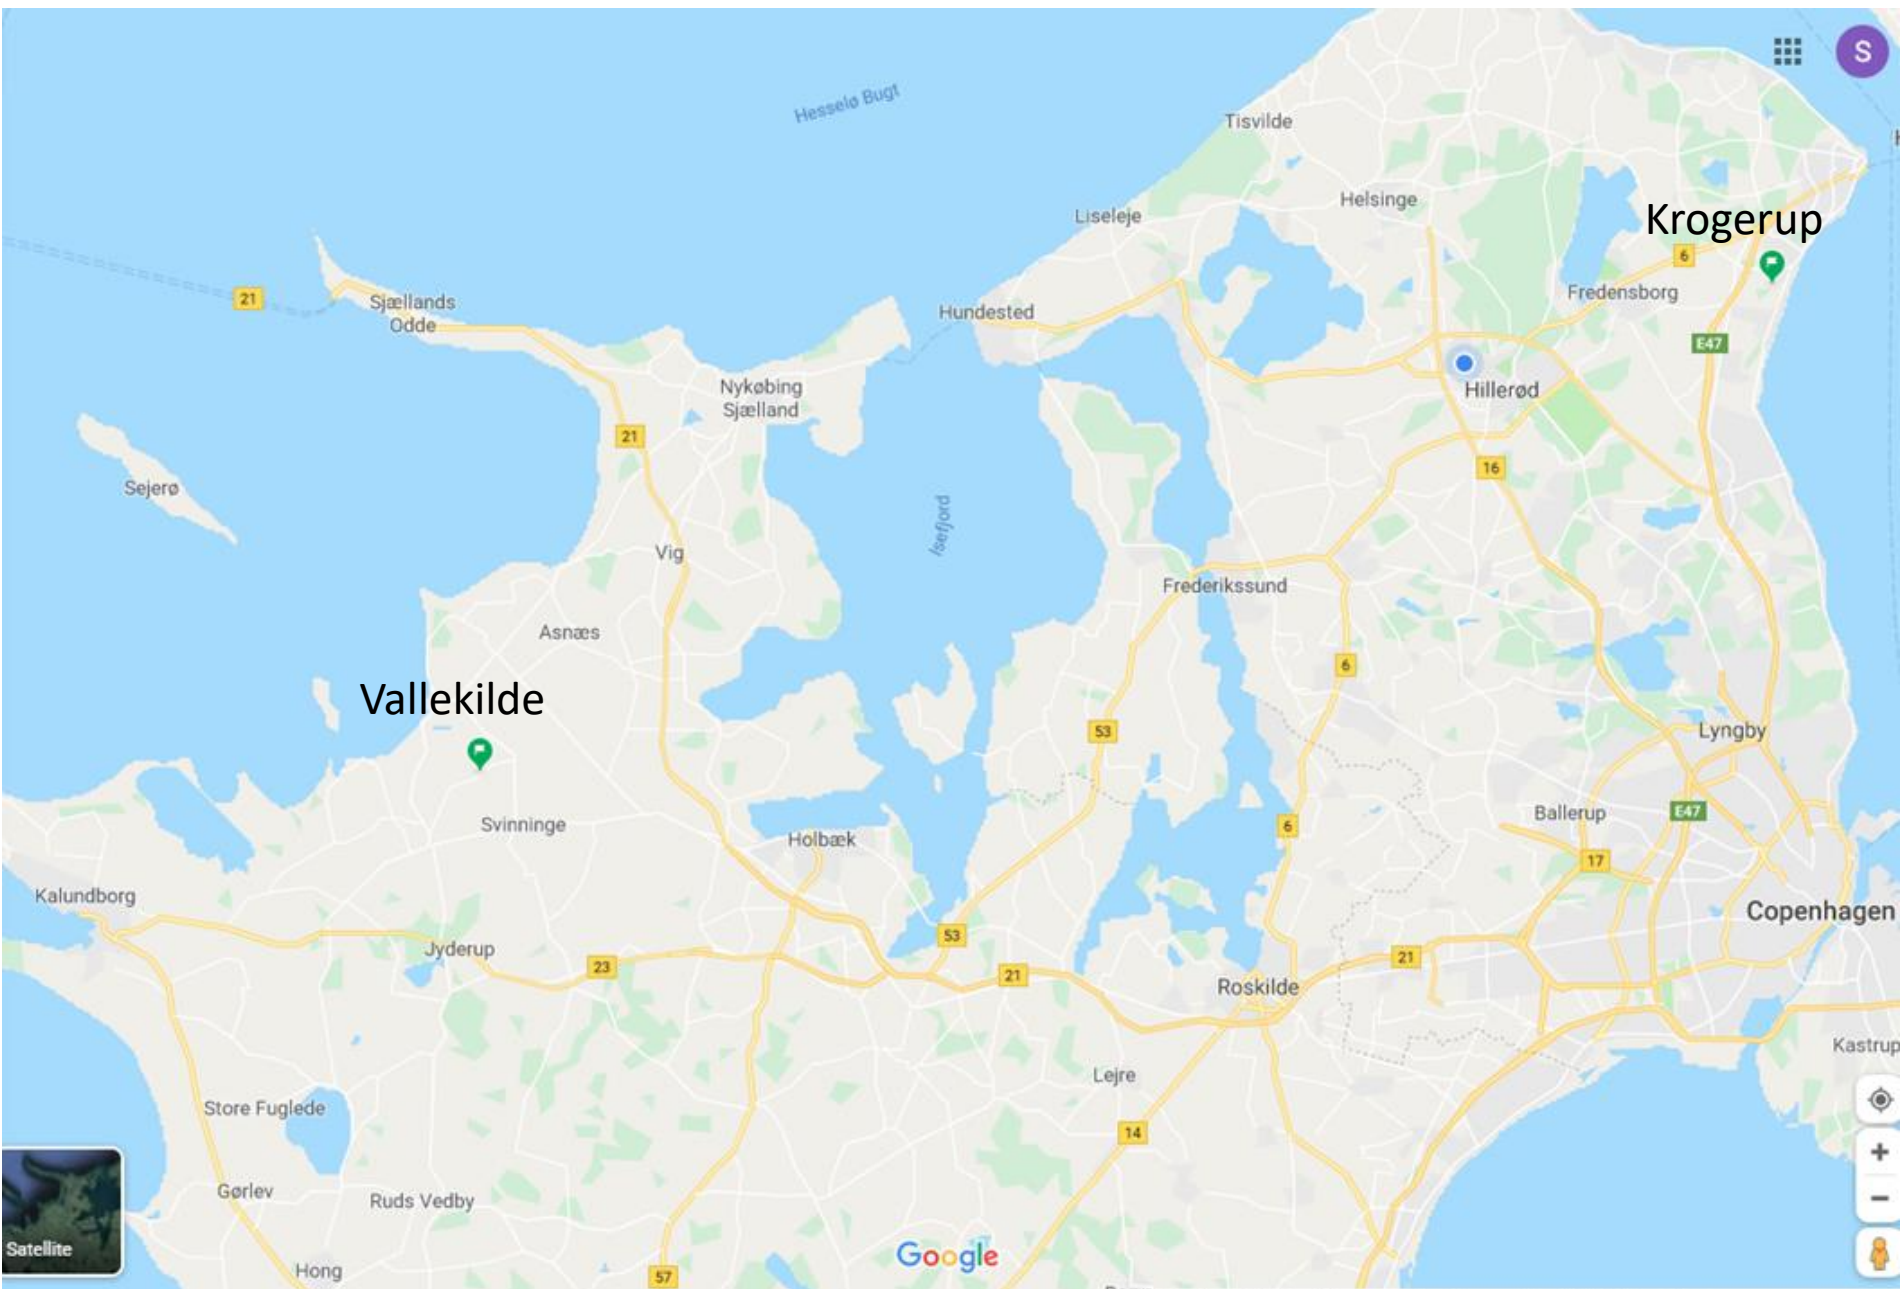 S
Hesselø Bugt
Tisvilde
Helsinge
Liseleje
Krogerup
6
Fredensborg
21
Sjællands
Odde
Hundested
E47
Nykøbing
Sjælland
Hillerød
21
16
Sejerø
Isefjord
Vig
Frederikssund
Asnæs
6
Vallekilde
53
Lyngby
Svinninge
Holbæk
6
Ballerup
E47
17
Kalundborg
Copenhagen
53
Jyderup
23
21
21
Roskilde
Kastrup
Lejre
Store Fuglede
14
Gørlev
Ruds Vedby
Satellite
Google
Hong
57